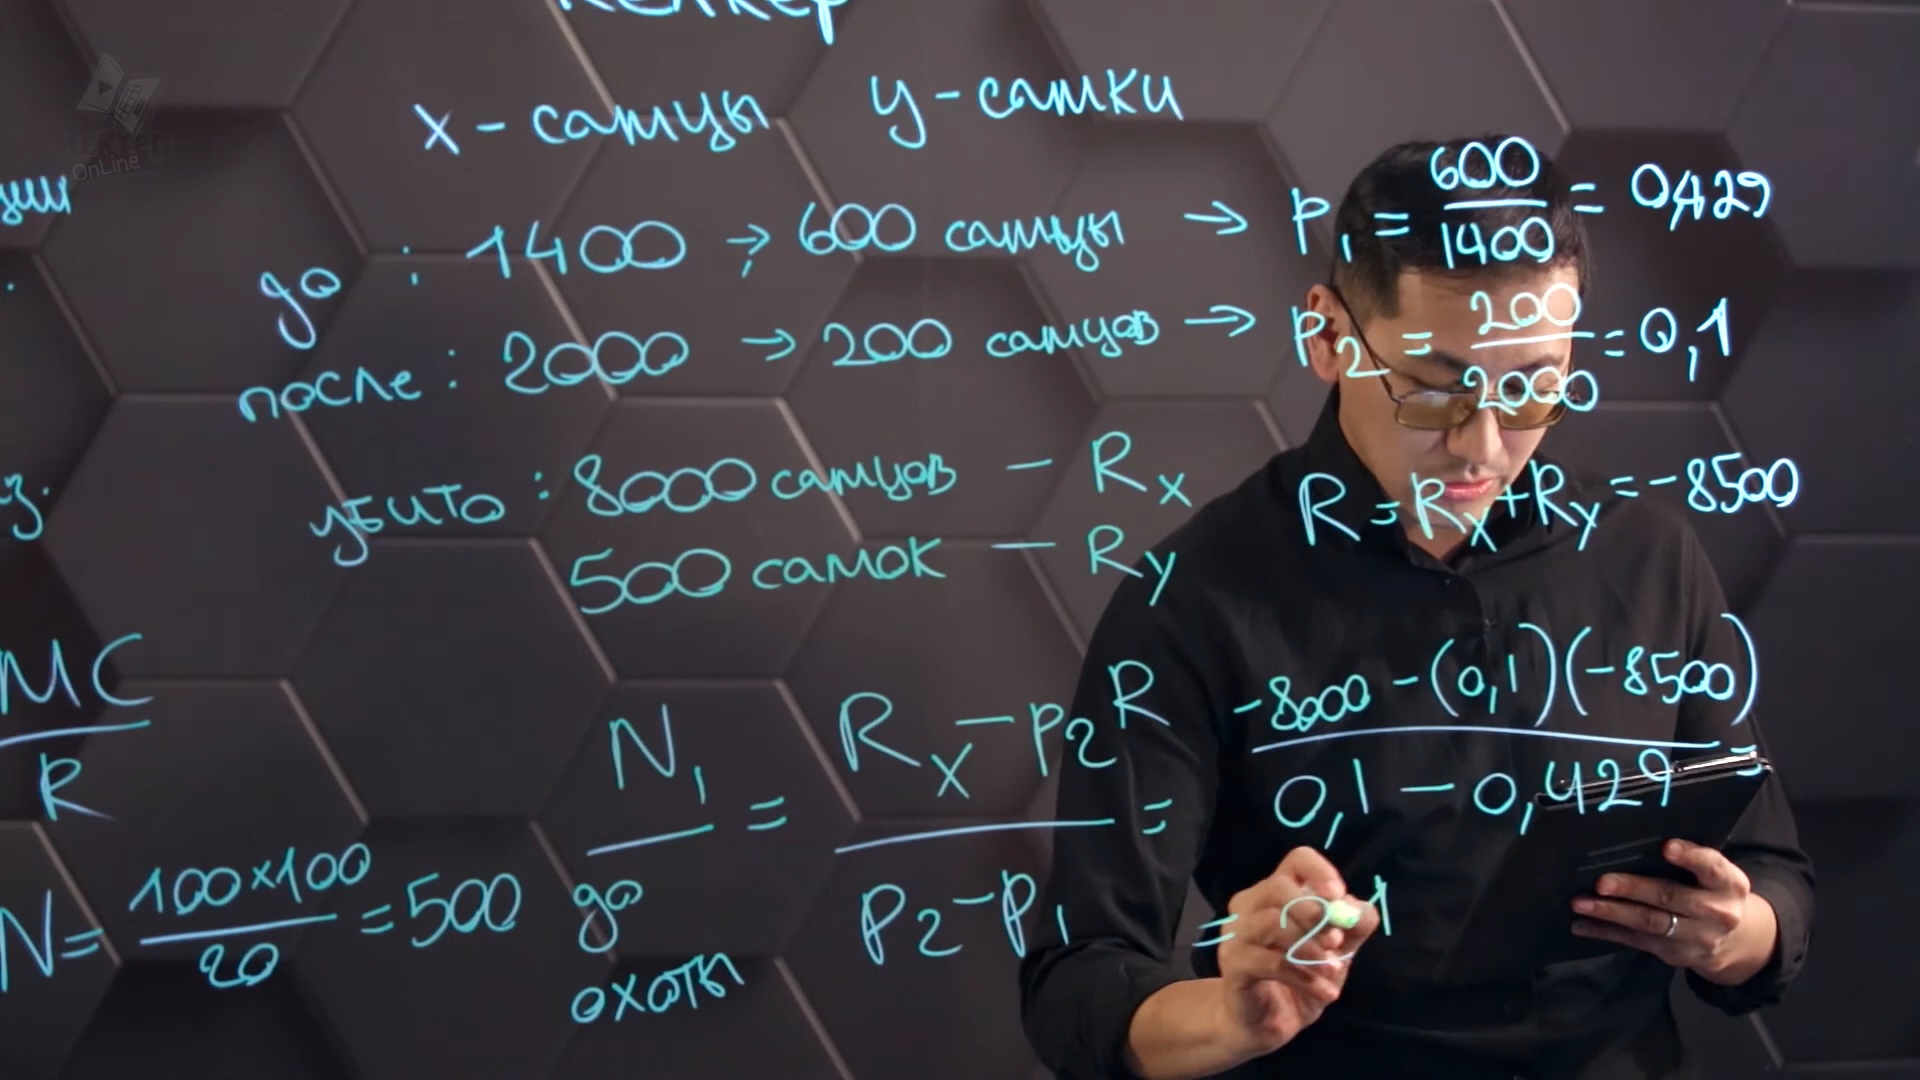 x - самцы y - самки
до : 1400 → 600 самцы → P₁ = 600/1400 = 0,429
после : 2000 → 200 самцов → P₂ = 200/2000 = 0,1
убито : 8000 самцов - Rx
500 самок - Ry
R = Rx + Ry = -8500
MC/R
N = 100×100/20 = 500
N₁/до охоты = Rx - P₂R/P₂ - P₁ = -8000 - (0,1)(-8500)/0,1 - 0,429 =
= 21
OnLine